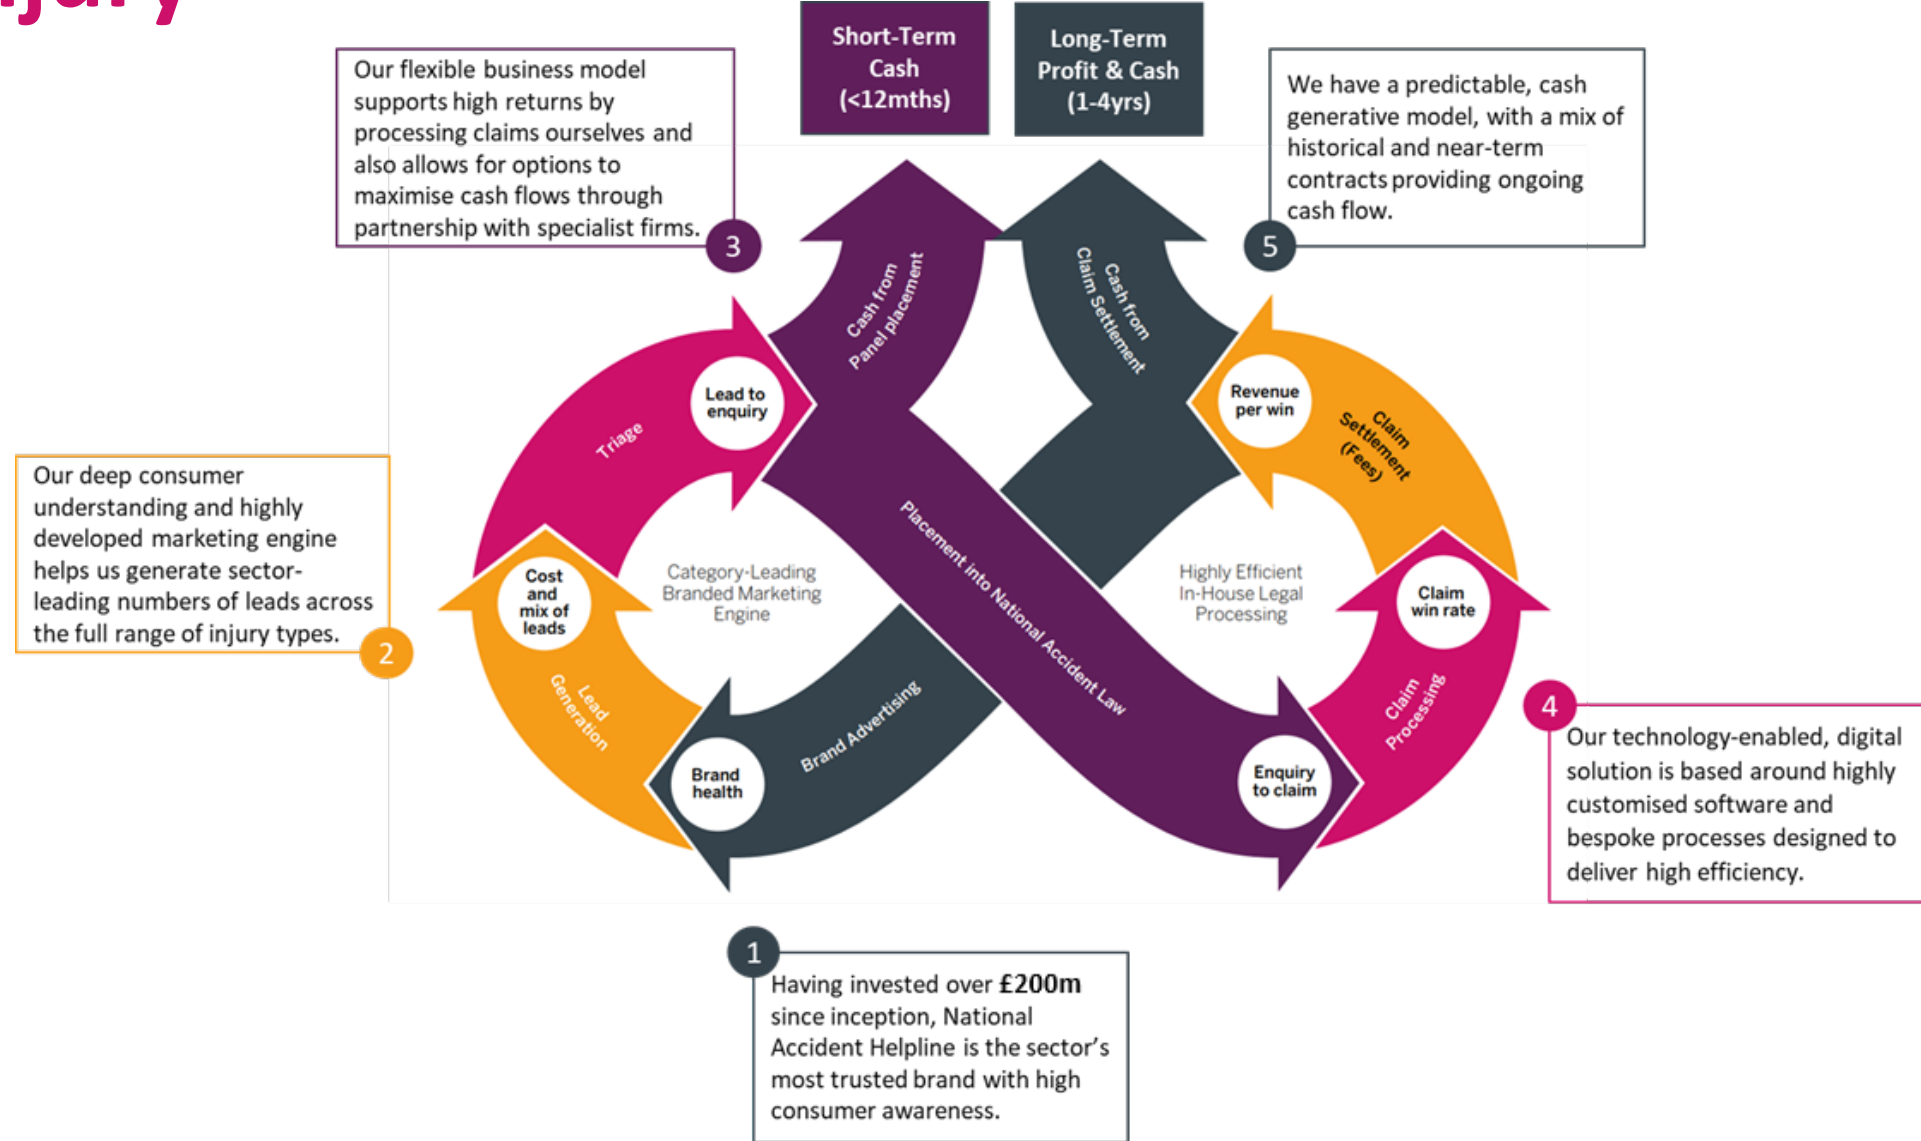 Short-Term
Cash
(<12mths)
Long-Term
Profit & Cash
(1-4yrs)
Our flexible business model
supports high returns by
processing claims ourselves and
also allows for options to
maximise cash flows through
partnership with specialist firms.
3
We have a predictable, cash
generative model, with a mix of
historical and near-term
contracts providing ongoing
cash flow.
5
Cash from
Panel placement
Cash from
Claim Settlement
Lead to
enquiry
Triage
Revenue
per win
Claim
Settlement
(Fees)
Our deep consumer
understanding and highly
developed marketing engine
helps us generate sector-
leading numbers of leads across
the full range of injury types.
2
Cost
and
mix of
leads
Category-Leading
Branded Marketing
Engine
Placement into National Accident Law
Highly Efficient
In-House Legal
Processing
Claim
win rate
Lead
Generation
Brand Advertising
Brand
health
Enquiry
to claim
Claim
Processing
4
Our technology-enabled, digital
solution is based around highly
customised software and
bespoke processes designed to
deliver high efficiency.
1
Having invested over £200m
since inception, National
Accident Helpline is the sector's
most trusted brand with high
consumer awareness.